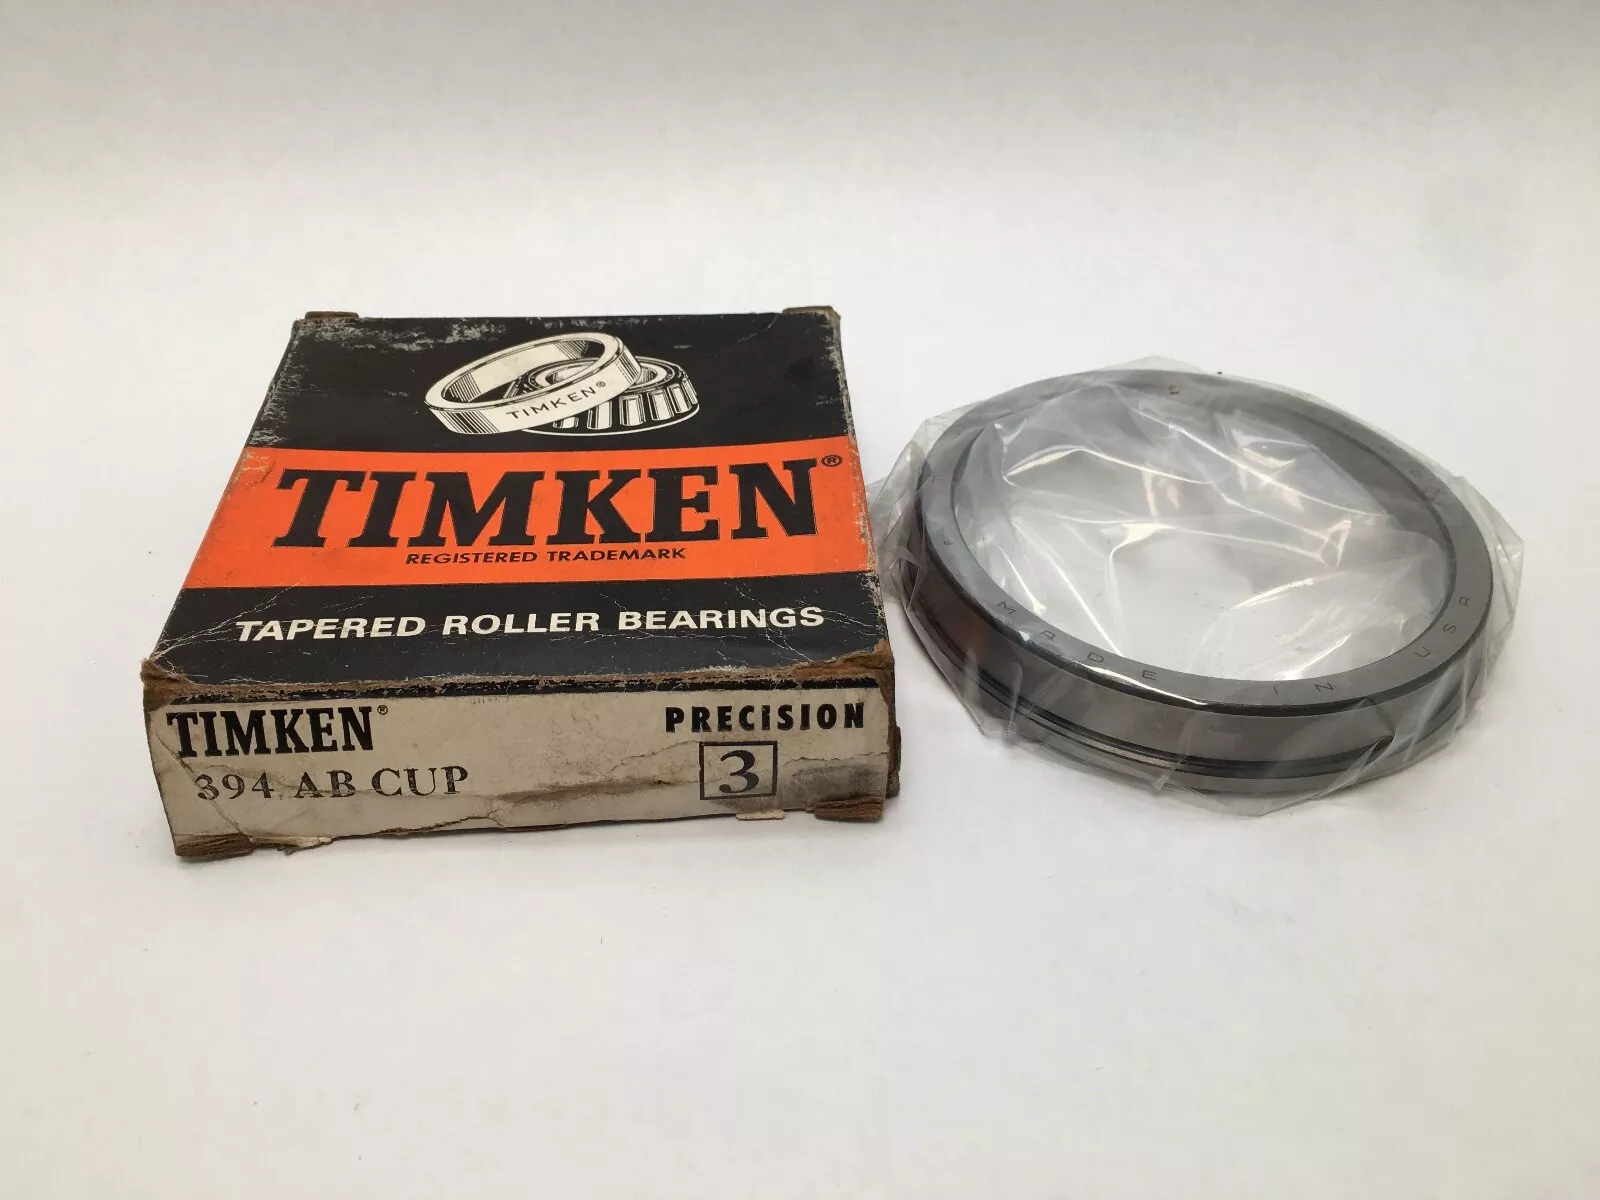 TIMKEN®
TIMKEN®
REGISTERED TRADEMARK
TAPERED ROLLER BEARINGS
TIMKEN®
PRECISION
394 AB CUP
3
MADE IN USA